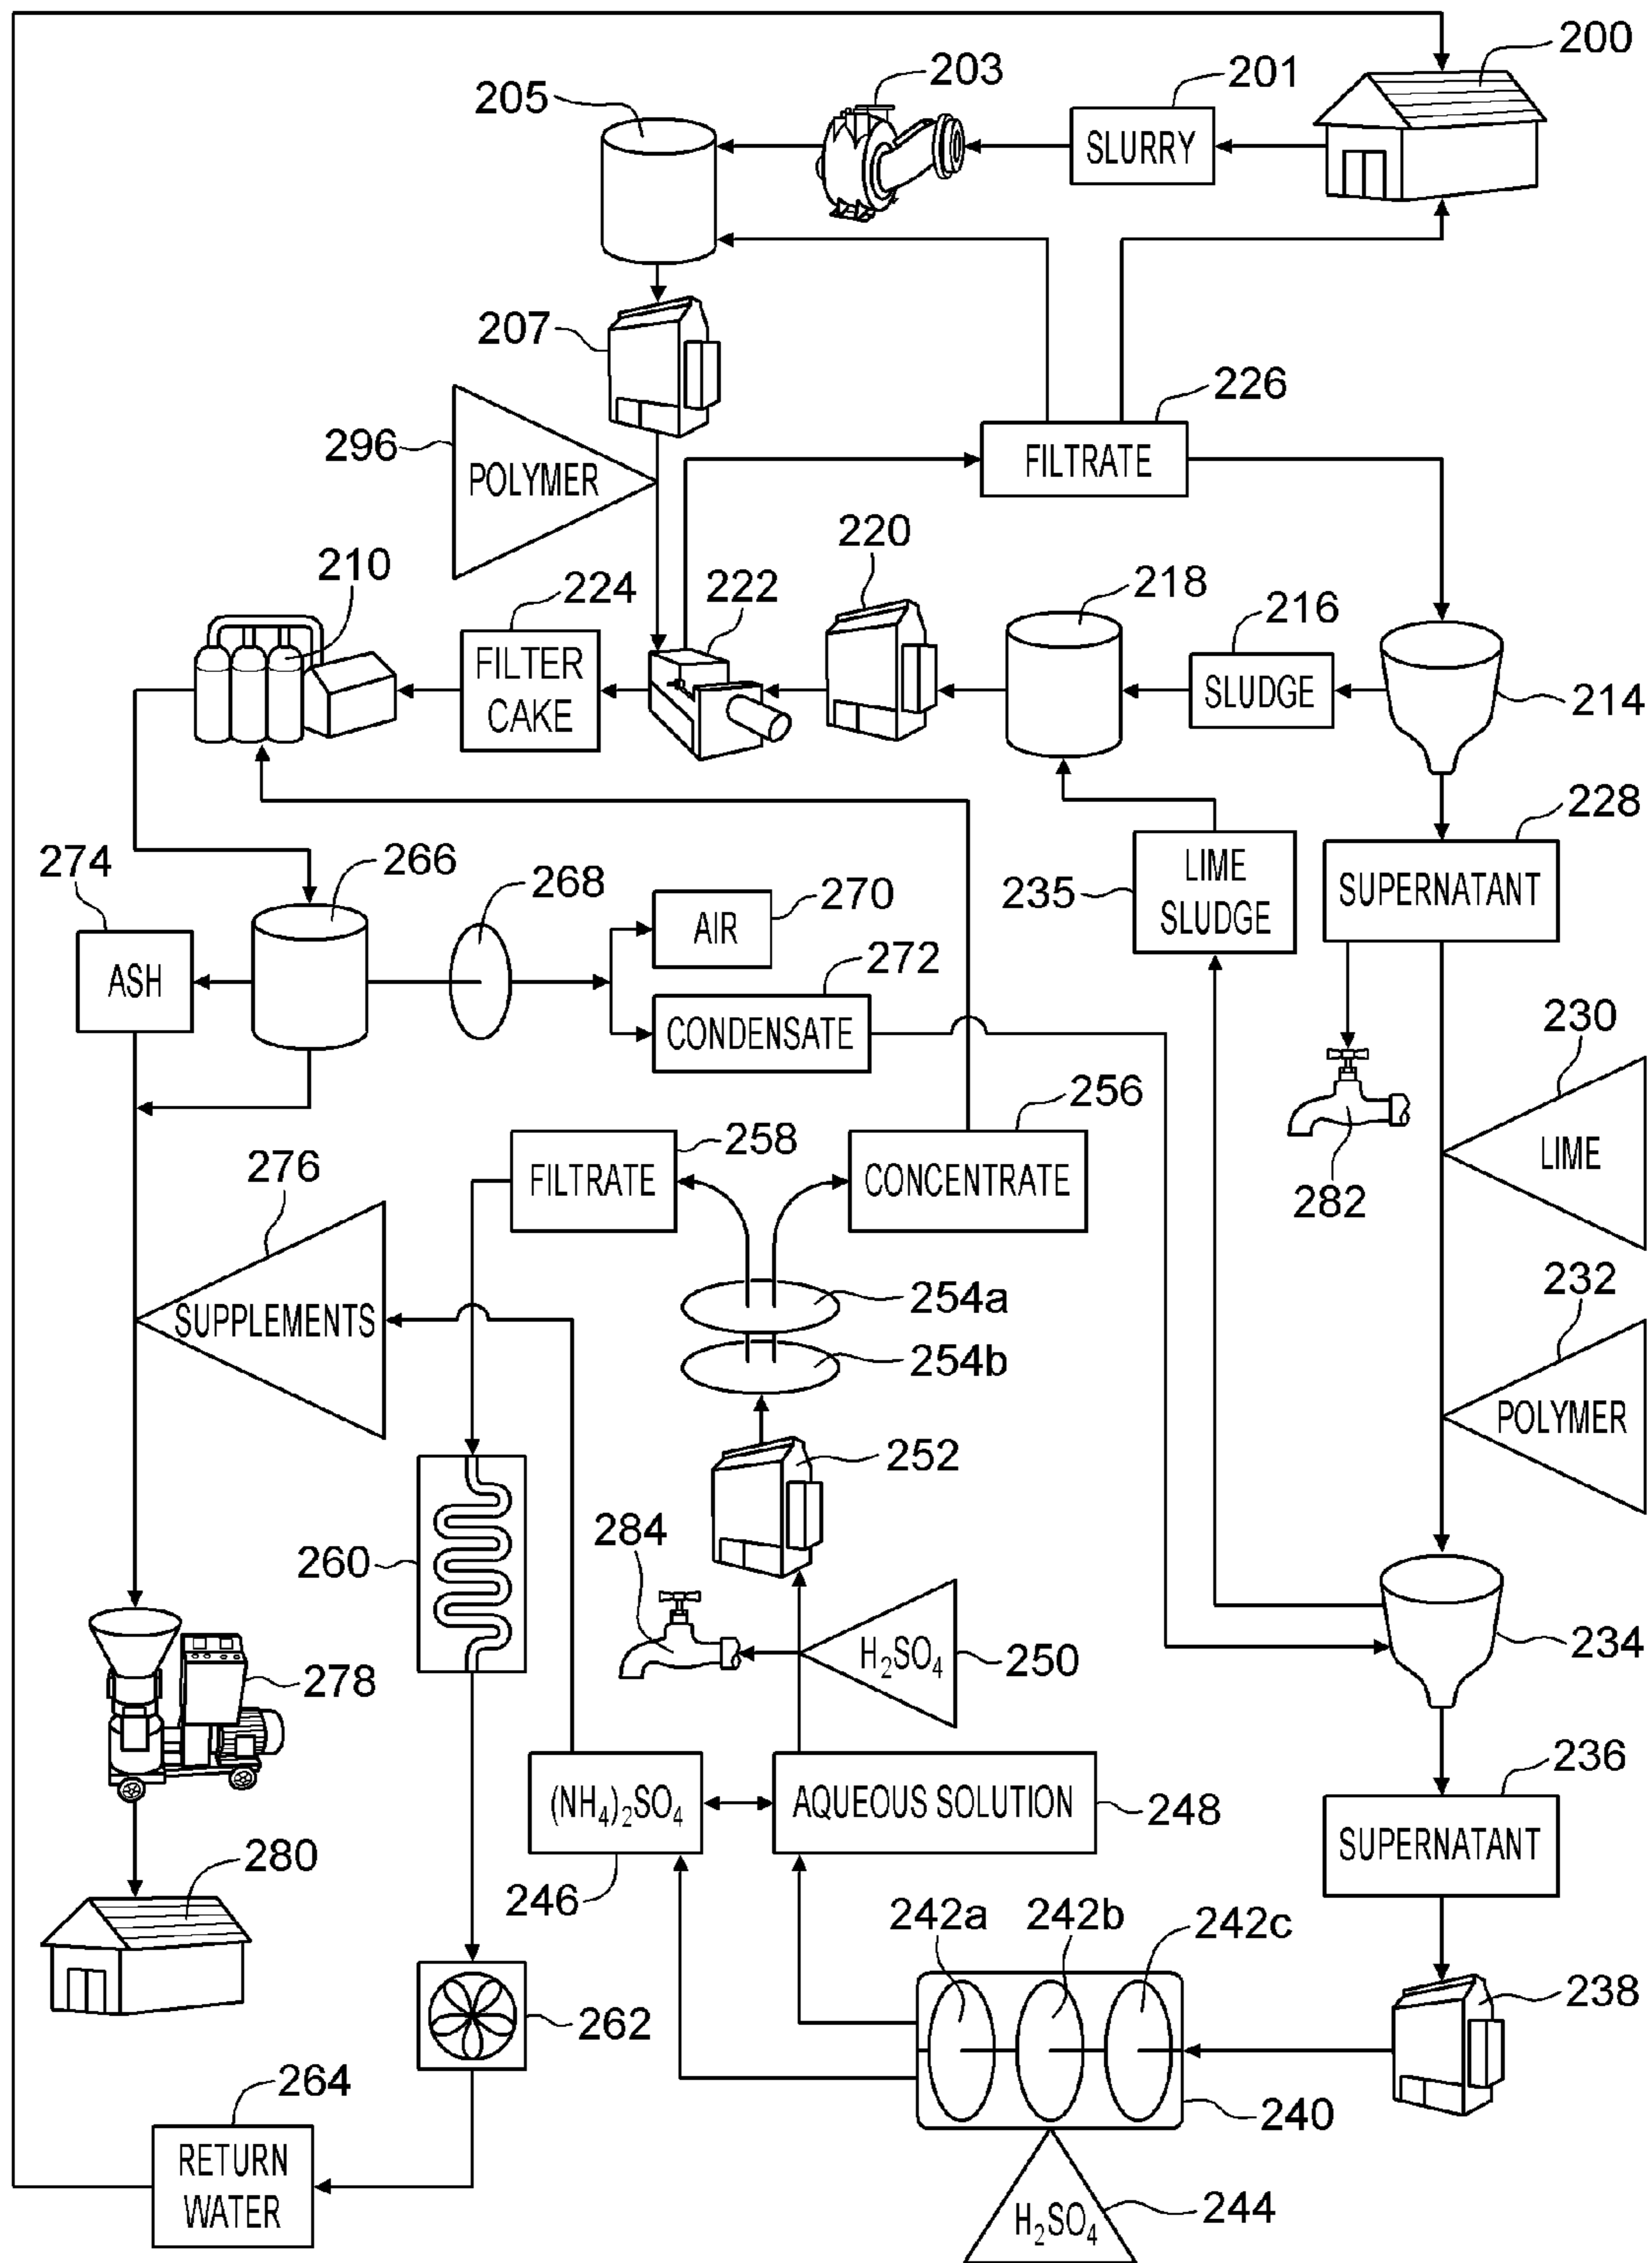 200
203
201
205
SLURRY
207
226
296
POLYMER
FILTRATE
220
210
218
224
222
216
FILTER
CAKE
SLUDGE
214
228
274
266
268
270
AIR
235
LIME
SLUDGE
SUPERNATANT
ASH
272
CONDENSATE
230
256
258
276
FILTRATE
CONCENTRATE
LIME
282
232
254a
SUPPLEMENTS
254b
POLYMER
252
284
260
H2SO4
250
234
278
236
(NH4)2SO4
AQUEOUS SOLUTION
248
SUPERNATANT
280
246
242a
242b
242c
238
262
264
240
RETURN
WATER
H2SO4
244